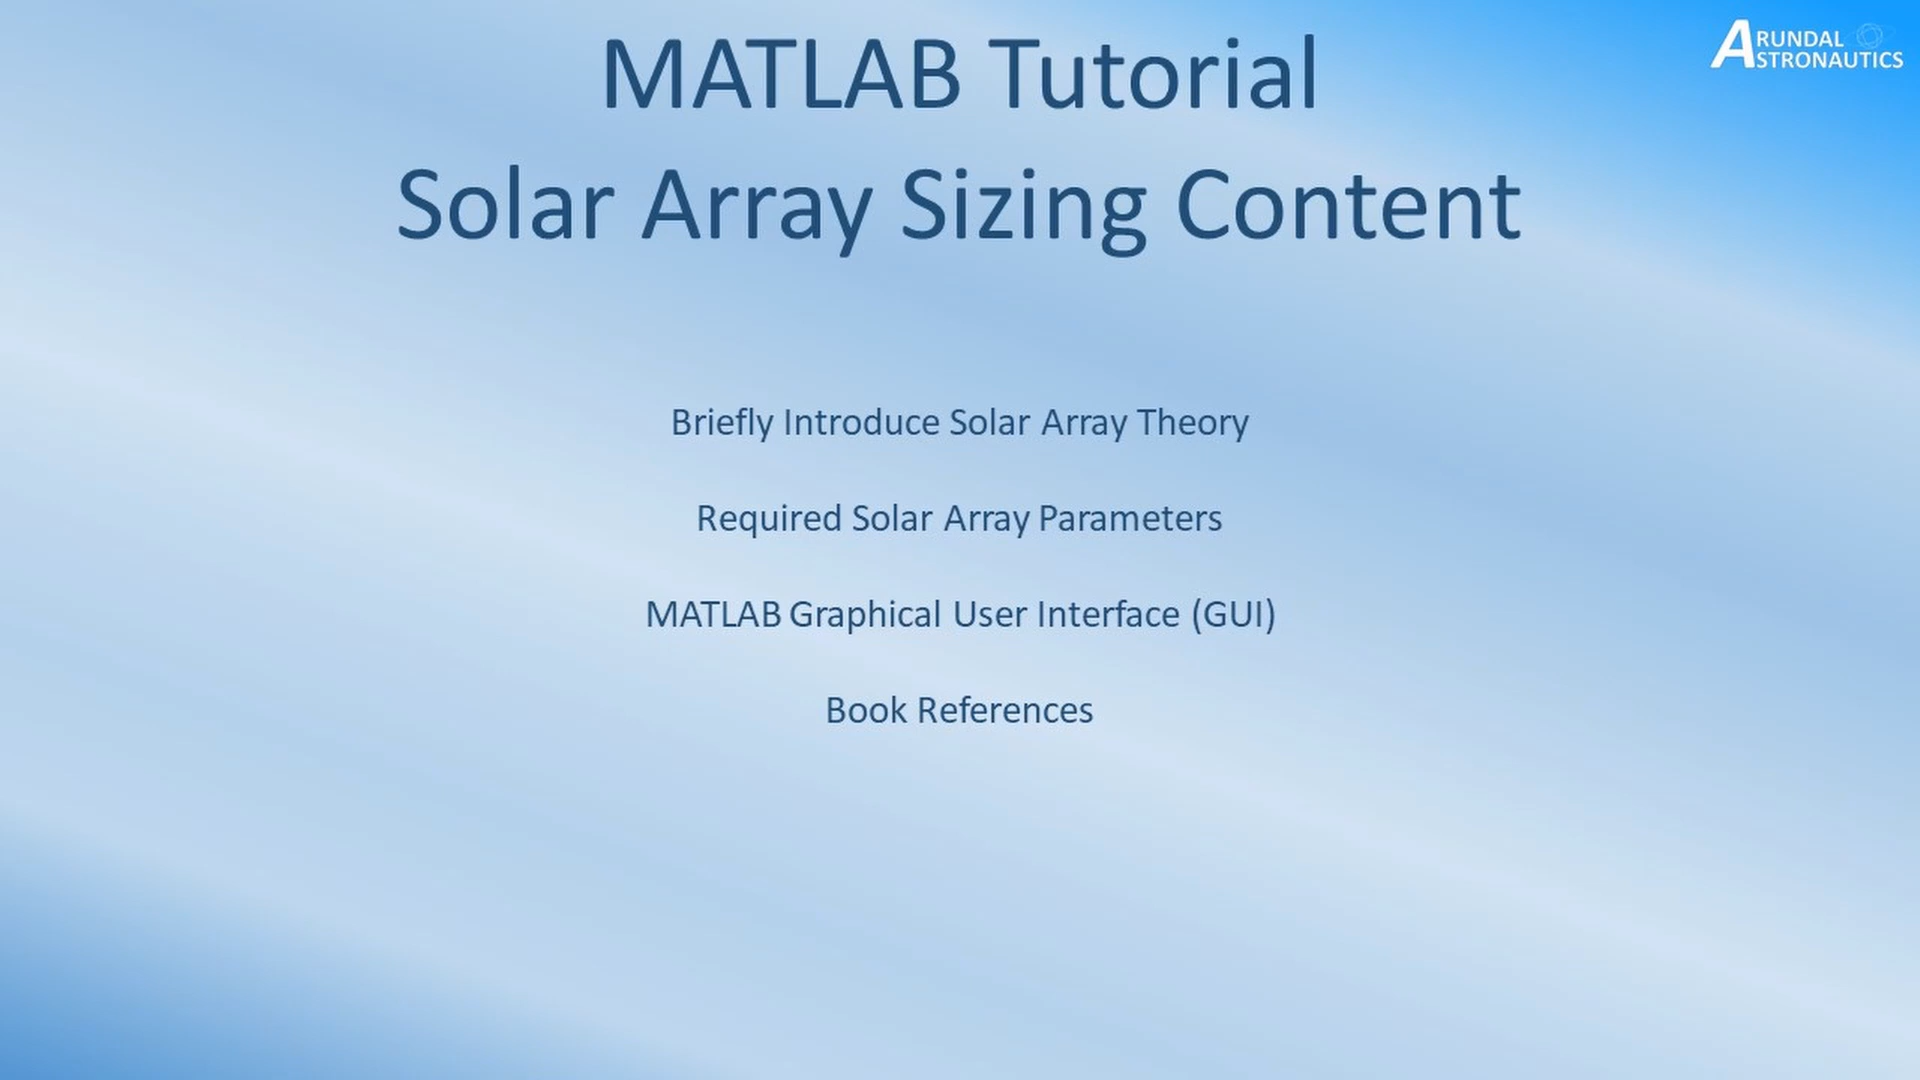 MATLAB Tutorial
Solar Array Sizing Content
ARUNDAL
ASTRONAUTICS
Briefly Introduce Solar Array Theory
Required Solar Array Parameters
MATLAB Graphical User Interface (GUI)
Book References